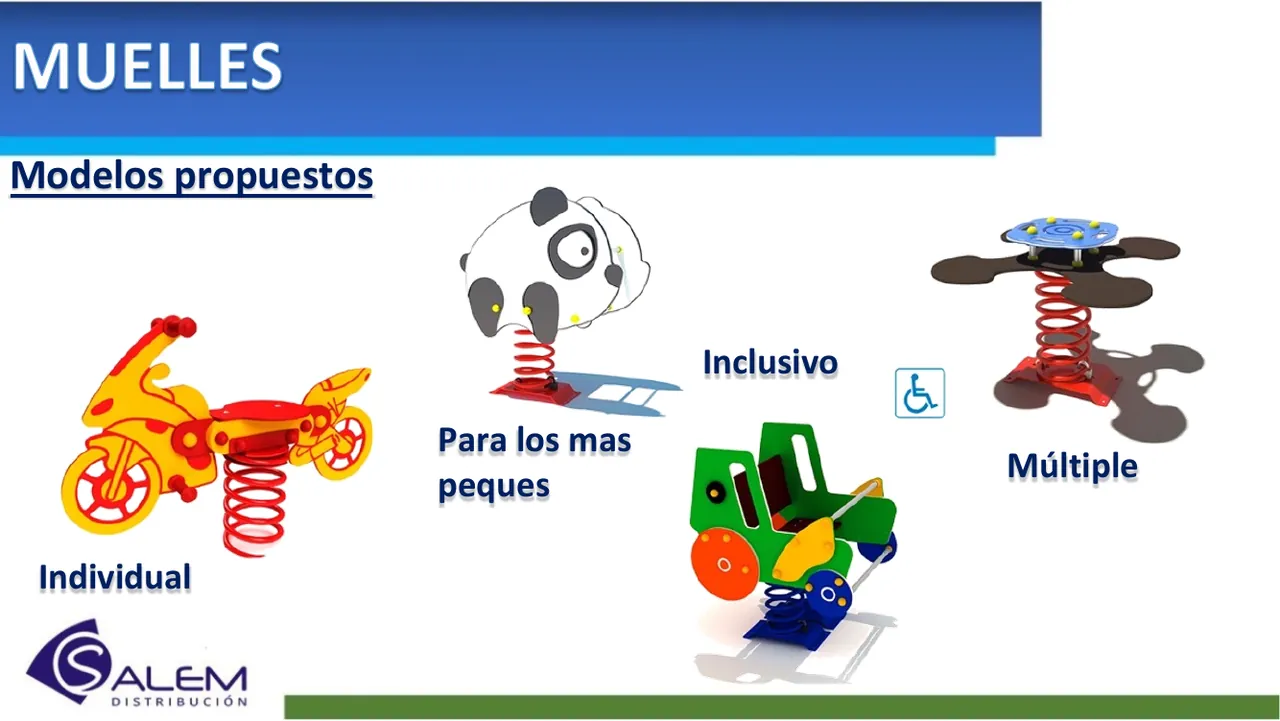 MUELLES
Modelos propuestos
Inclusivo
Para los mas
peques
Múltiple
Individual
SALEM
DISTRIBUCIÓN